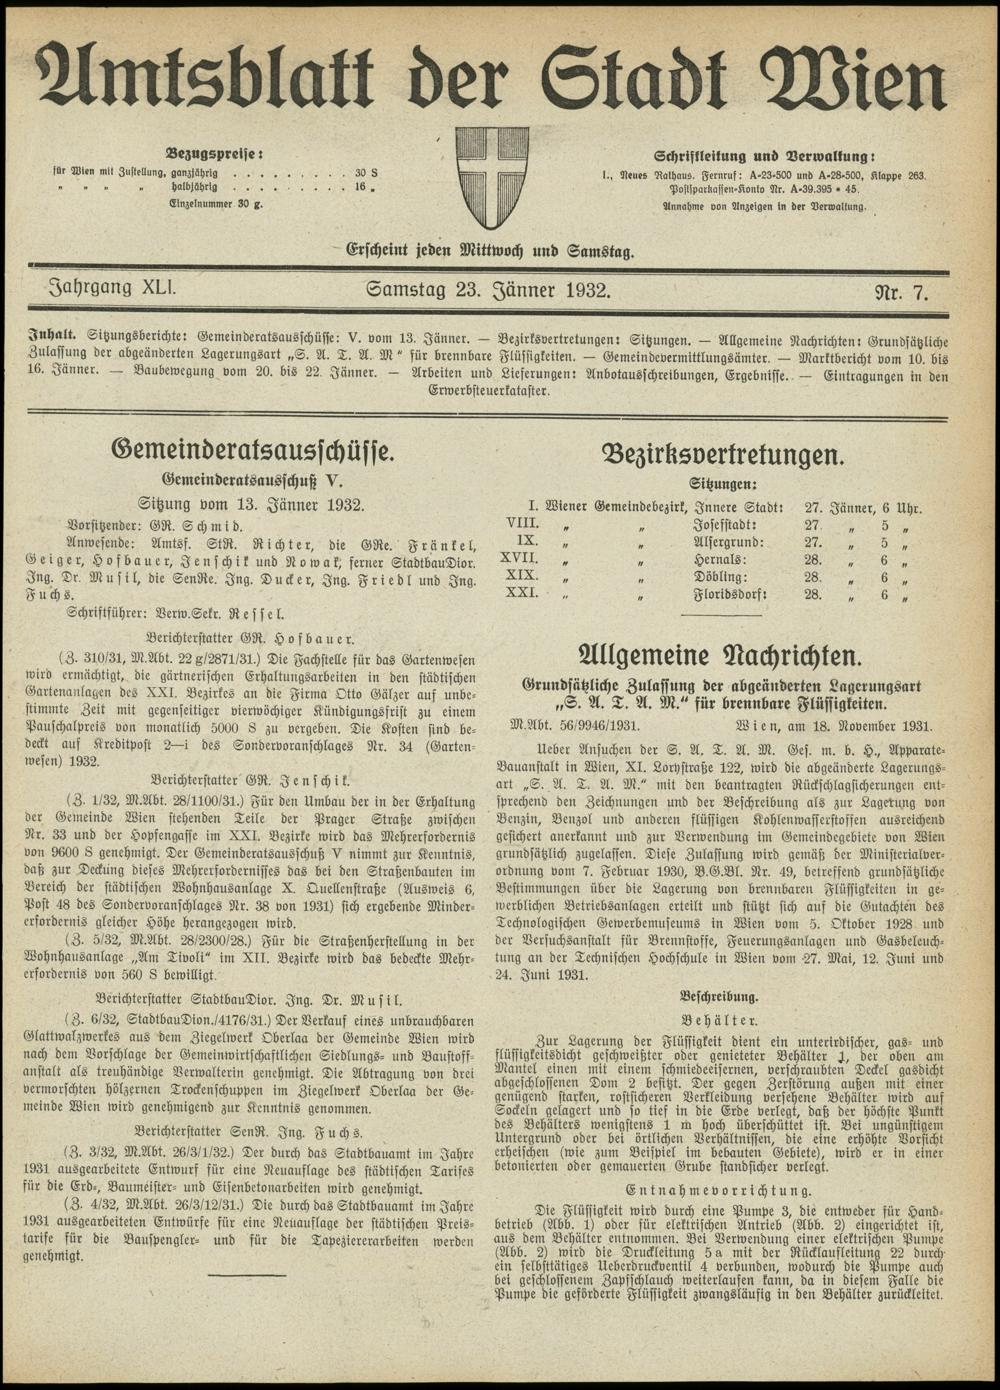 Amtsblatt der Stadt Wien
Bezugspreise:
für Wien mit Zustellung, ganzjährig . . . . . . . . . 30 S
„ „ „ „ halbjährig . . . . . . . . . 16 „
Einzelnummer 30 g.
Schriftleitung und Verwaltung:
I., Neues Rathaus. Fernruf: A-23-500 und A-28-500, Klappe 263.
Postsparkassen-Konto Nr. A-39.395 • 45.
Annahme von Anzeigen in der Verwaltung.
Erscheint jeden Mittwoch und Samstag.
Jahrgang XLI. Samstag 23. Jänner 1932. Nr. 7.
Inhalt. Sitzungsberichte: Gemeinderatsausschüsse: V. vom 13. Jänner. — Bezirksvertretungen: Sitzungen. — Allgemeine Nachrichten: Grundsätzliche
Zulassung der abgeänderten Lagerungsart „S. A. T. A. M“ für brennbare Flüssigkeiten. — Gemeindevermittlungsämter. — Marktbericht vom 10. bis
16. Jänner. — Baubewegung vom 20. bis 22. Jänner. — Arbeiten und Lieferungen: Anbotausschreibungen, Ergebnisse. — Eintragungen in den
Erwerbsteuerkataster.
Gemeinderatsausschüsse.
Gemeinderatsausschuß V.
Sitzung vom 13. Jänner 1932.
Vorsitzender: GR. Schmid.
Anwesende: Amtsf. StR. Richter, die GRe. Fränkel,
Geiger, Hofbauer, Jenschik und Nowak; ferner StadtbauDior.
Ing. Dr. Musil, die SenRe. Ing. Ducker, Ing. Friedl und Ing.
Fuchs.
Schriftführer: Verw.Sekr. Ressel.
Berichterstatter GR. Hofbauer.
(Z. 310/31, M.Abt. 22 g/2871/31.) Die Fachstelle für das Gartenwesen
wird ermächtigt, die gärtnerischen Erhaltungsarbeiten in den städtischen
Gartenanlagen des XXI. Bezirkes an die Firma Otto Gälzer auf unbe-
stimmte Zeit mit gegenseitiger vierwöchiger Kündigungsfrist zu einem
Pauschalpreis von monatlich 5000 S zu vergeben. Die Kosten sind be-
deckt auf Kreditpost 2—i des Sondervoranschlages Nr. 34 (Garten-
wesen) 1932.
Berichterstatter GR. Jenschik.
(Z. 1/32, M.Abt. 28/1100/31.) Für den Umbau der in der Erhaltung
der Gemeinde Wien stehenden Teile der Prager Straße zwischen
Nr. 33 und der Hopfengasse im XXI. Bezirke wird das Mehrerfordernis
von 9600 S genehmigt. Der Gemeinderatsausschuß V nimmt zur Kenntnis,
daß zur Deckung dieses Mehrerfordernisses das bei den Straßenbauten im
Bereich der städtischen Wohnhausanlage X. Quellenstraße (Ausweis 6,
Post 48 des Sondervoranschlages Nr. 38 von 1931) sich ergebende Minder-
erfordernis gleicher Höhe herangezogen wird.
(Z. 5/32, M.Abt. 28/2300/28.) Für die Straßenherstellung in der
Wohnhausanlage „Am Tivoli“ im XII. Bezirke wird das bedeckte Mehr-
erfordernis von 560 S bewilligt.
Berichterstatter StadtbauDior. Ing. Dr. Musil.
(Z. 6/32, StadtbauDion./4176/31.) Der Verkauf eines unbrauchbaren
Glattwalzwerkes aus dem Ziegelwerk Oberlaa der Gemeinde Wien wird
nach dem Vorschlage der Gemeinwirtschaftlichen Siedlungs- und Baustoff-
anstalt als treuhändige Verwalterin genehmigt. Die Abtragung von drei
vermorschten hölzernen Trockenschuppen im Ziegelwerk Oberlaa der Ge-
meinde Wien wird genehmigend zur Kenntnis genommen.
Berichterstatter SenR. Ing. Fuchs.
(Z. 3/32, M.Abt. 26/3/1/32.) Der durch das Stadtbauamt im Jahre
1931 ausgearbeitete Entwurf für eine Neuauflage des städtischen Tarifes
für die Erd-, Baumeister- und Eisenbetonarbeiten wird genehmigt.
(Z. 4/32, M.Abt. 26/3/12/31.) Die durch das Stadtbauamt im Jahre
1931 ausgearbeiteten Entwürfe für eine Neuauflage der städtischen Preis-
tarife für die Bauspengler- und für die Tapeziererarbeiten werden
genehmigt.
Bezirksvertretungen.
Sitzungen:
I. Wiener Gemeindebezirk, Innere Stadt: 27. Jänner, 6 Uhr.
VIII. „ „ Josefstadt: 27. „ 5 „
IX. „ „ Alsergrund: 27. „ 5 „
XVII. „ „ Hernals: 28. „ 6 „
XIX. „ „ Döbling: 28. „ 6 „
XXI. „ „ Floridsdorf: 28. „ 6 „
Allgemeine Nachrichten.
Grundsätzliche Zulassung der abgeänderten Lagerungsart
„S. A. T. A. M.“ für brennbare Flüssigkeiten.
M.Abt. 56/9946/1931. Wien, am 18. November 1931.
Ueber Ansuchen der S. A. T. A. M. Ges. m. b. H., Apparate-
Bauanstalt in Wien, XI. Lorystraße 122, wird die abgeänderte Lagerungs-
art „S. A. T. A. M.“ mit den beantragten Rückschlagsicherungen ent-
sprechend den Zeichnungen und der Beschreibung als zur Lagerung von
Benzin, Benzol und anderen flüssigen Kohlenwasserstoffen ausreichend
gesichert anerkannt und zur Verwendung im Gemeindegebiete von Wien
grundsätzlich zugelassen. Diese Zulassung wird gemäß der Ministerialver-
ordnung vom 7. Februar 1930, B.G.Bl. Nr. 49, betreffend grundsätzliche
Bestimmungen über die Lagerung von brennbaren Flüssigkeiten in ge-
werblichen Betriebsanlagen erteilt und stützt sich auf die Gutachten des
Technologischen Gewerbemuseums in Wien vom 5. Oktober 1928 und
der Versuchsanstalt für Brennstoffe, Feuerungsanlagen und Gasbeleuch-
tung an der Technischen Hochschule in Wien vom 27. Mai, 12. Juni und
24. Juni 1931.
Beschreibung.
Behälter.
Zur Lagerung der Flüssigkeit dient ein unterirdischer, gas- und
flüssigkeitsdicht geschweißter oder genieteter Behälter 1, der oben am
Mantel einen mit einem schmiedeeisernen, verschraubten Deckel gasdicht
abgeschlossenen Dom 2 besitzt. Der gegen Zerstörung außen mit einer
genügend starken, rostsicheren Verkleidung versehene Behälter wird auf
Sockeln gelagert und so tief in die Erde verlegt, daß der höchste Punkt
des Behälters wenigstens 1 m hoch überschüttet ist. Bei ungünstigem
Untergrund oder bei örtlichen Verhältnissen, die eine erhöhte Vorsicht
erheischen (wie zum Beispiel im bebauten Gebiete), wird er in einer
betonierten oder gemauerten Grube standsicher verlegt.
Entnahmevorrichtung.
Die Flüssigkeit wird durch eine Pumpe 3, die entweder für Hand-
betrieb (Abb. 1) oder für elektrischen Antrieb (Abb. 2) eingerichtet ist,
aus dem Behälter entnommen. Bei Verwendung einer elektrischen Pumpe
(Abb. 2) wird die Druckleitung 5 a mit der Rücklaufleitung 22 durch
ein selbsttätiges Ueberdruckventil 4 verbunden, wodurch die Pumpe auch
bei geschlossenem Zapfschlauch weiterlaufen kann, da in diesem Falle die
Pumpe die geförderte Flüssigkeit zwangsläufig in den Behälter zurückleitet.